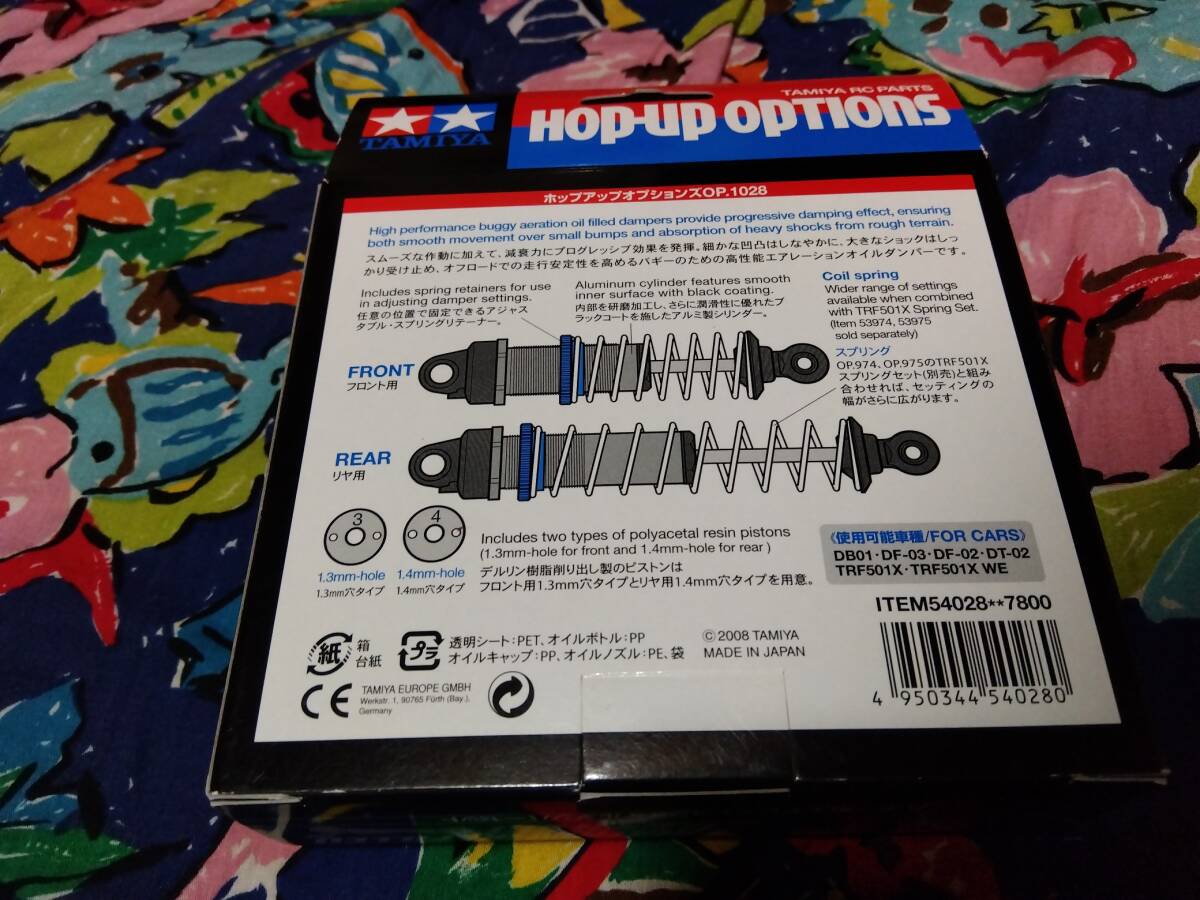 TAMIYA
TAMIYA RC PARTS
HOP-UP OPTIONS
ホップアップオプションズOP.1028
High performance buggy aeration oil filled dampers provide progressive damping effect, ensuring
both smooth movement over small bumps and absorption of heavy shocks from rough terrain.
スムーズな作動に加えて、減衰力にプログレッシブ効果を発揮。細かな凹凸はしなやかに、大きなショックはしっ
かり受け止め、オフロードでの走行安定性を高めるバギーのための高性能エアレーションオイルダンパーです。
Includes spring retainers for use
in adjusting damper settings.
任意の位置で固定できるアジャス
タブル・スプリングリテーナー。
Aluminum cylinder features smooth
inner surface with black coating.
内部を研磨加工し、さらに潤滑性に優れたブ
ラックコートを施したアルミ製シリンダー。
Coil spring
Wider range of settings
available when combined
with TRF501X Spring Set.
(Item 53974, 53975
sold separately)
スプリング
OP.974、OP.975のTRF501X
スプリングセット(別売)と組み
合わせれば、セッティングの
幅がさらに広がります。
FRONT
フロント用
REAR
リヤ用
3
4
1.3mm-hole
1.3mm穴タイプ
1.4mm-hole
1.4mm穴タイプ
Includes two types of polyacetal resin pistons
(1.3mm-hole for front and 1.4mm-hole for rear )
デルリン樹脂削り出し製のピストンは
フロント用1.3mm穴タイプとリヤ用1.4mm穴タイプを用意。
《使用可能車種/FOR CARS》
DB01・DF-03・DF-02・DT-02
TRF501X・TRF501X WE
ITEM54028**7800
紙
箱
台紙
プラ
透明シート:PET、オイルボトル:PP
オイルキャップ:PP、オイルノズル:PE、袋
© 2008 TAMIYA
MADE IN JAPAN
CE
TAMIYA EUROPE GMBH
Werkstr. 1, 90765 Fürth (Bay.),
Germany
4 950344 540280